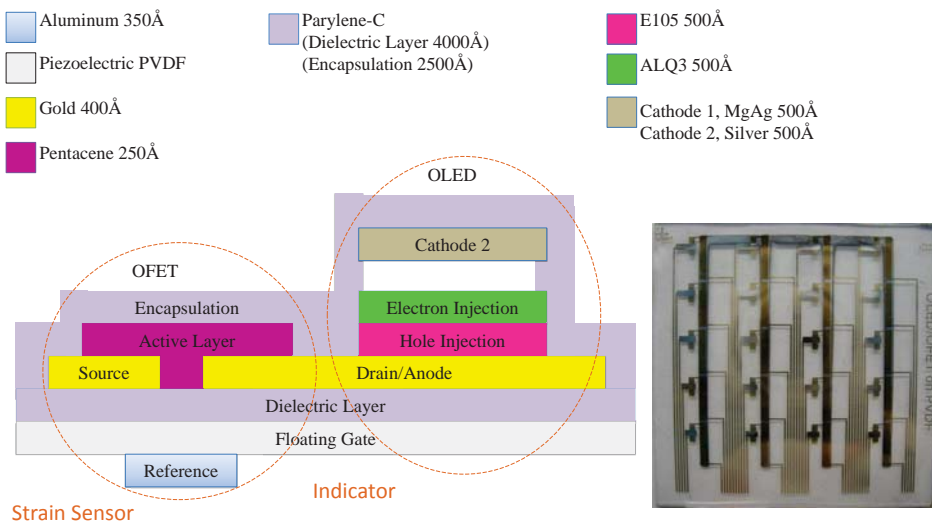 Aluminum 350Å
Piezoelectric PVDF
Gold 400Å
Pentacene 250Å
Parylene-C
(Dielectric Layer 4000Å)
(Encapsulation 2500Å)
E105 500Å
ALQ3 500Å
Cathode 1, MgAg 500Å
Cathode 2, Silver 500Å
OLED
Cathode 2
OFET
Encapsulation
Electron Injection
Active Layer
Hole Injection
Source
Drain/Anode
Dielectric Layer
Floating Gate
Reference
Indicator
Strain Sensor